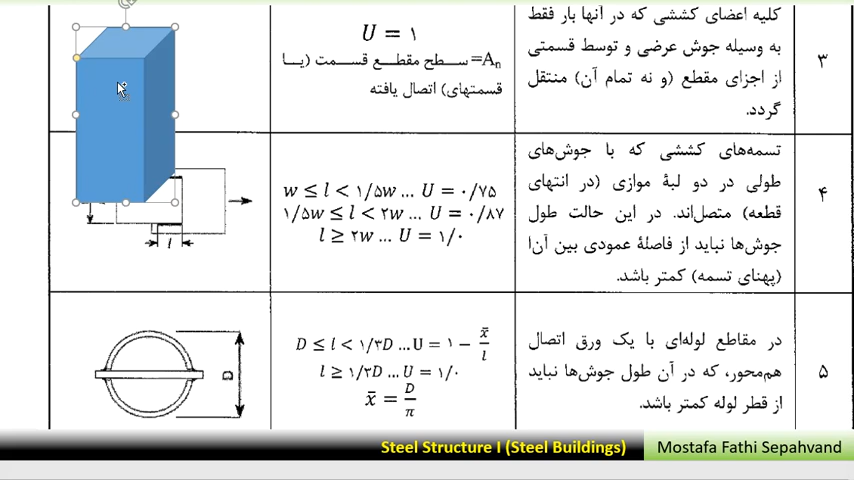 کلیه اعضای کششی که در آنها بار فقط
به وسیله جوش عرضی و توسط قسمتی
از اجزای مقطع (و نه تمام آن) منتقل
گردد.
۳
U = ۱
An= سطح مقطع قسمت (یا
قسمتهای) اتصال یافته
۴
تسمه‌های کششی که با جوش‌های
طولی در دو لبهٔ موازی (در انتهای
قطعه) متصل‌اند. در این حالت طول
جوش‌ها نباید از فاصلهٔ عمودی بین آن‌ا
(پهنای تسمه) کمتر باشد.
w ≤ l < ۱/۵w ... U = ۰/۷۵
۱/۵w ≤ l < ۲w ... U = ۰/۸۷
l ≥ ۲w ... U = ۱/۰
l
۵
در مقاطع لوله‌ای با یک ورق اتصال
هم‌محور، که در آن طول جوش‌ها نباید
از قطر لوله کمتر باشد.
D ≤ l < ۱/۳D ...U = ۱ − x̄/l
l ≥ ۱/۳D ... U = ۱/۰
x̄ = D/π
D
Steel Structure I (Steel Buildings)
Mostafa Fathi Sepahvand